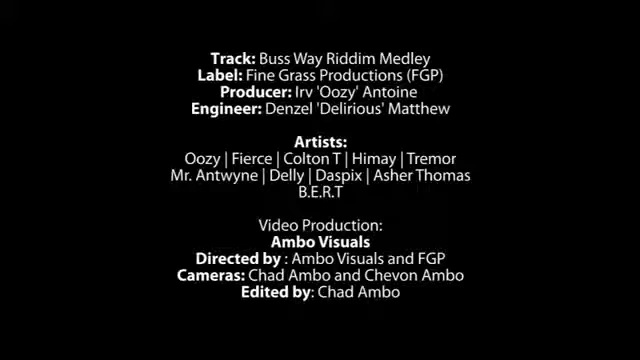 Track: Buss Way Riddim Medley
Label: Fine Grass Productions (FGP)
Producer: Irv 'Oozy' Antoine
Engineer: Denzel 'Delirious' Matthew
Artists:
Oozy | Fierce | Colton T | Himay | Tremor
Mr. Antwyne | Delly | Daspix | Asher Thomas
B.E.R.T
Video Production:
Ambo Visuals
Directed by : Ambo Visuals and FGP
Cameras: Chad Ambo and Chevon Ambo
Edited by: Chad Ambo